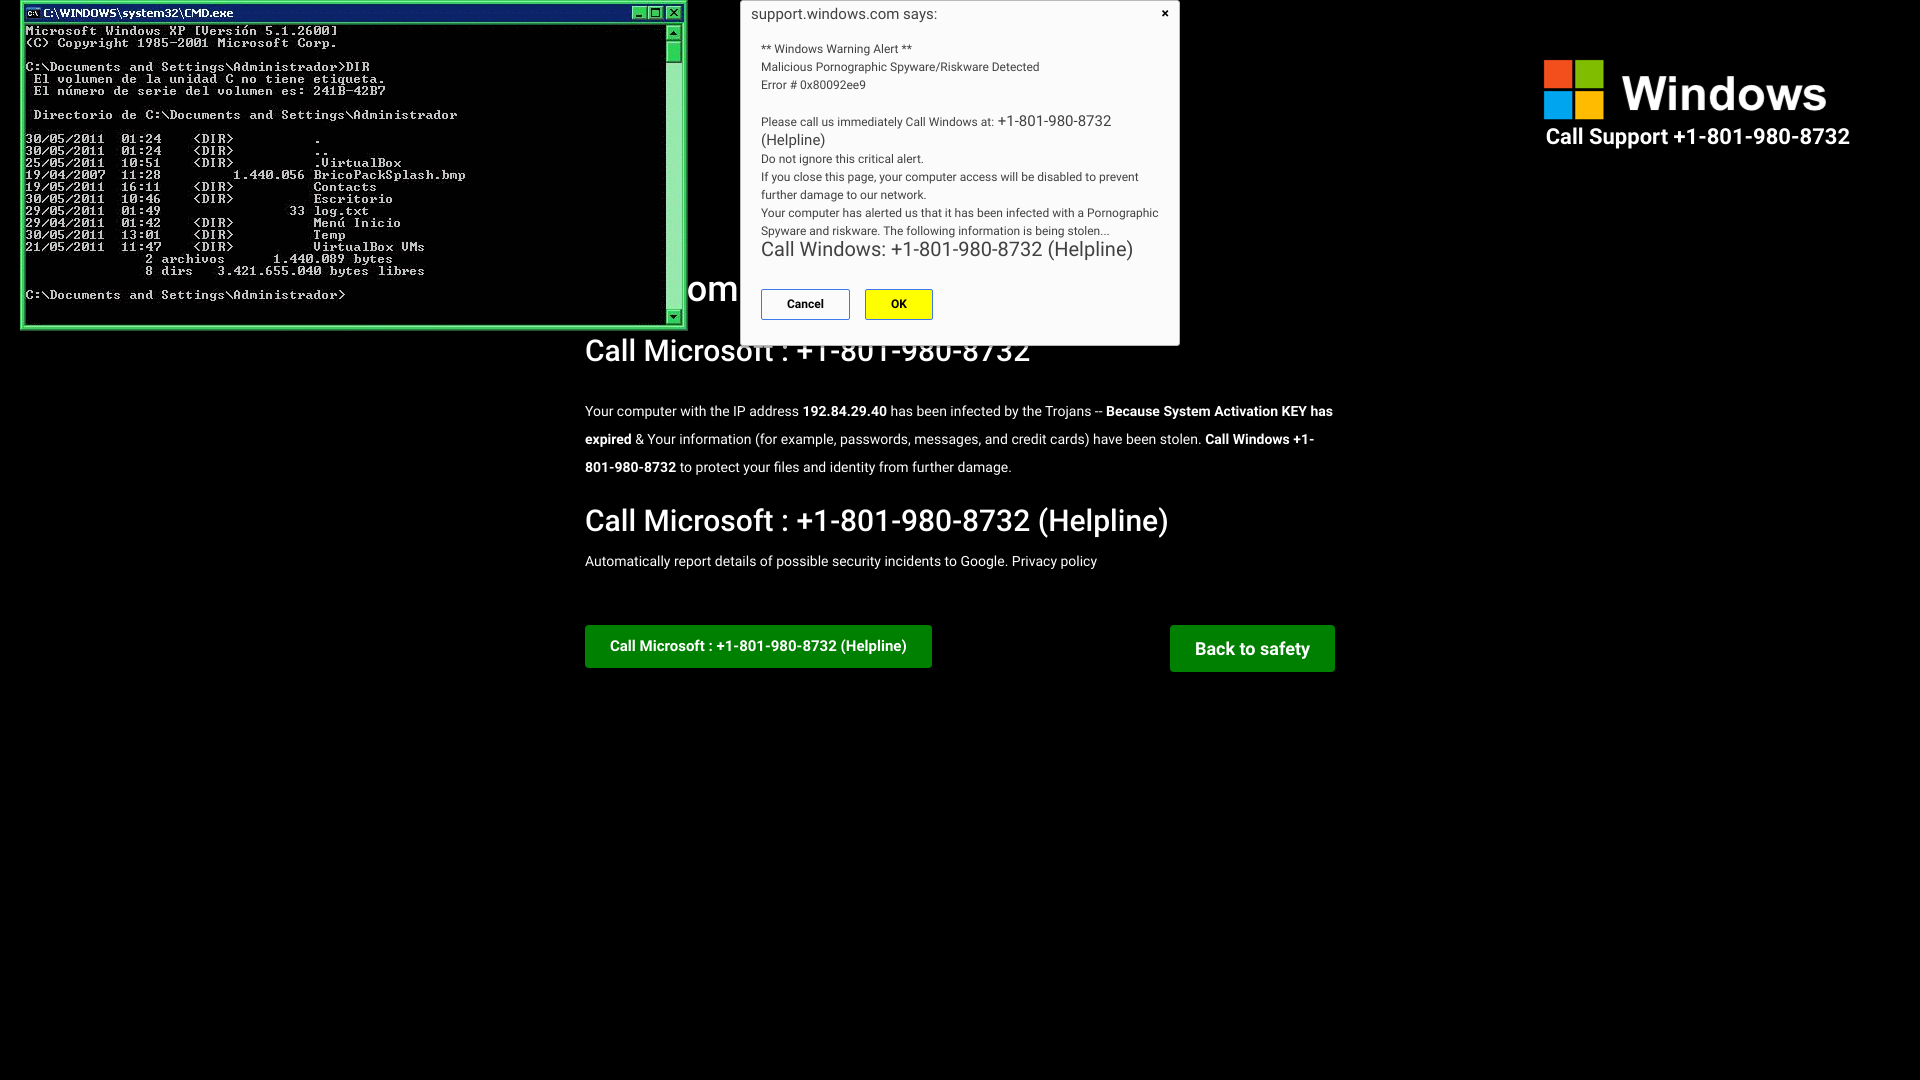 C:\WINDOWS\system32\CMD.exe
Microsoft Windows XP [Versión 5.1.2600]
(C) Copyright 1985-2001 Microsoft Corp.
C:\Documents and Settings\Administrador>DIR
El volumen de la unidad C no tiene etiqueta.
El número de serie del volumen es: 241B-42B7
Directorio de C:\Documents and Settings\Administrador
30/05/2011 01:24 <DIR> .
30/05/2011 01:24 <DIR> ..
25/05/2011 10:51 <DIR> .VirtualBox
19/04/2007 11:28 1.440.056 BricoPackSplash.bmp
19/05/2011 16:11 <DIR> Contacts
30/05/2011 10:46 <DIR> Escritorio
29/05/2011 01:49 33 log.txt
29/04/2011 01:42 <DIR> Menú Inicio
30/05/2011 13:01 <DIR> Temp
21/05/2011 11:47 <DIR> VirtualBox VMs
2 archivos 1.440.089 bytes
8 dirs 3.421.655.040 bytes libres
C:\Documents and Settings\Administrador>
support.windows.com says:
** Windows Warning Alert **
Malicious Pornographic Spyware/Riskware Detected
Error # 0x80092ee9
Please call us immediately Call Windows at: +1-801-980-8732
(Helpline)
Do not ignore this critical alert.
If you close this page, your computer access will be disabled to prevent
further damage to our network.
Your computer has alerted us that it has been infected with a Pornographic
Spyware and riskware. The following information is being stolen...
Call Windows: +1-801-980-8732 (Helpline)
Cancel OK
Windows
Call Support +1-801-980-8732
om
Call Microsoft : +1-801-980-8732
Your computer with the IP address 192.84.29.40 has been infected by the Trojans -- Because System Activation KEY has
expired & Your information (for example, passwords, messages, and credit cards) have been stolen. Call Windows +1-
801-980-8732 to protect your files and identity from further damage.
Call Microsoft : +1-801-980-8732 (Helpline)
Automatically report details of possible security incidents to Google. Privacy policy
Call Microsoft : +1-801-980-8732 (Helpline)
Back to safety